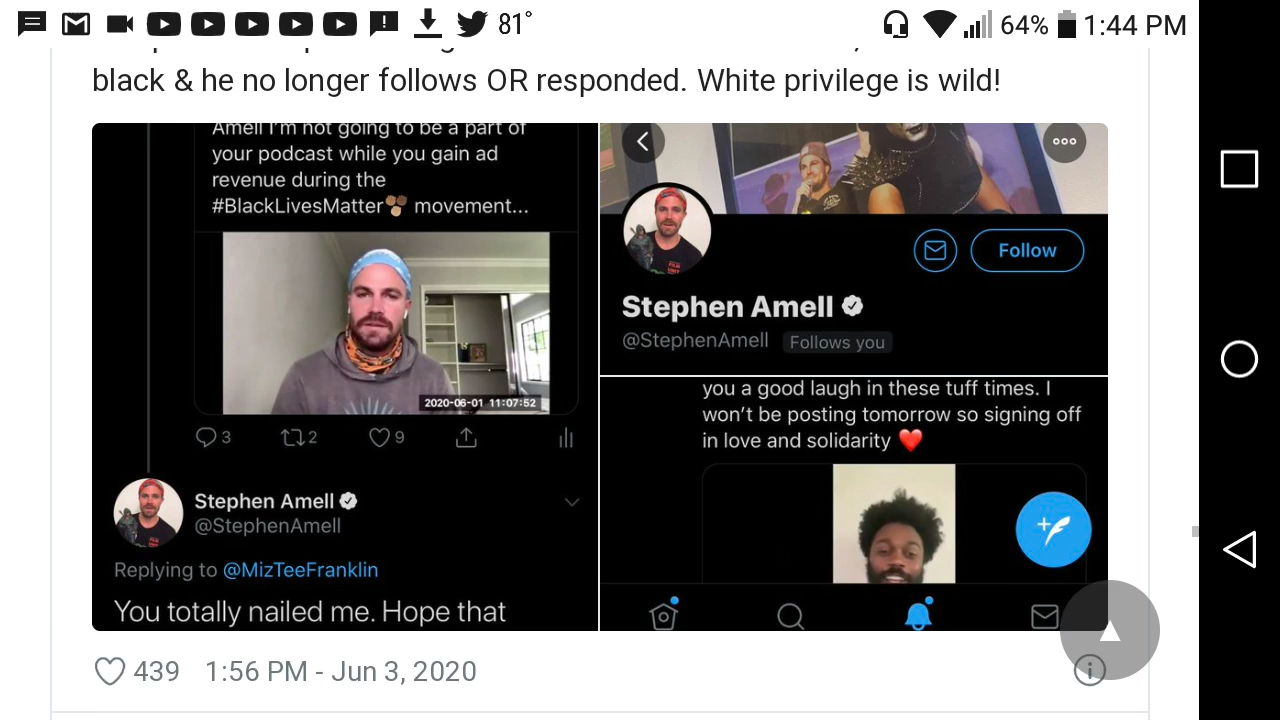 81°
64%
1:44 PM
black & he no longer follows OR responded. White privilege is wild!
Amell I'm not going to be a part of
your podcast while you gain ad
revenue during the
#BlackLivesMatter movement...
2020-06-01 11:07:52
3
2
9
Stephen Amell
@StephenAmell
Replying to @MizTeeFranklin
You totally nailed me. Hope that
Follow
Stephen Amell
@StephenAmell
Follows you
you a good laugh in these tuff times. I
won't be posting tomorrow so signing off
in love and solidarity ❤️
439
1:56 PM - Jun 3, 2020